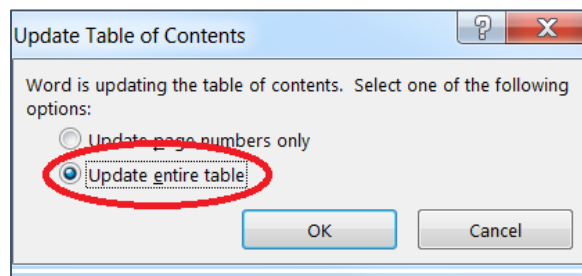 Update Table of Contents
?
X
Word is updating the table of contents. Select one of the following
options:
Update page numbers only
Update entire table
OK Cancel